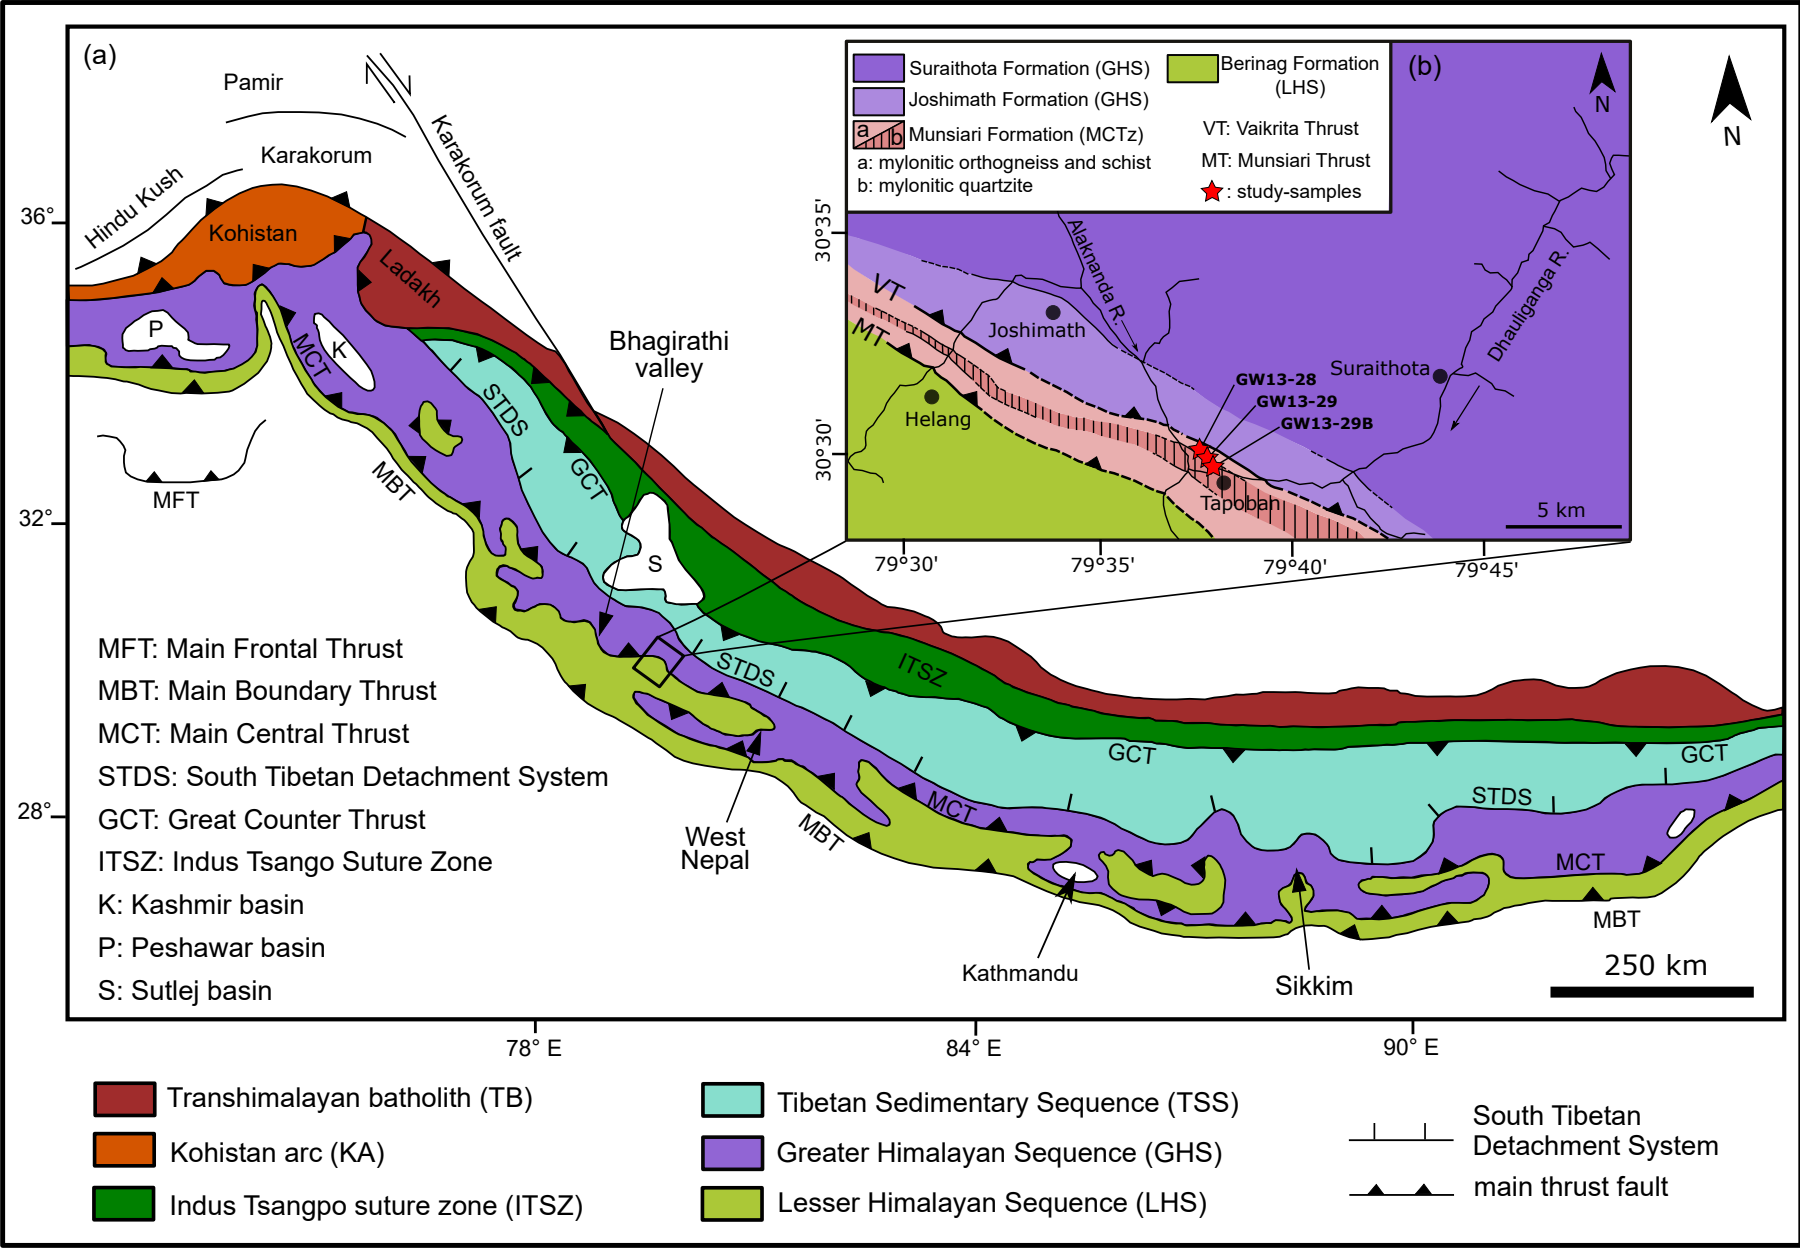 (a)
Pamir
Karakorum
Hindu Kush
Karakorum fault
Kohistan
Ladakh
36°
32°
28°
P
K
MCT
STDS
GCT
MBT
MFT
S
Bhagirathi
valley
STDS
ITSZ
GCT
GCT
STDS
MCT
MCT
MBT
MBT
West
Nepal
Kathmandu
Sikkim
250 km
N
MFT: Main Frontal Thrust
MBT: Main Boundary Thrust
MCT: Main Central Thrust
STDS: South Tibetan Detachment System
GCT: Great Counter Thrust
ITSZ: Indus Tsango Suture Zone
K: Kashmir basin
P: Peshawar basin
S: Sutlej basin
78° E
84° E
90° E
(b)
Suraithota Formation (GHS)
Joshimath Formation (GHS)
a b Munsiari Formation (MCTz)
a: mylonitic orthogneiss and schist
b: mylonitic quartzite
Berinag Formation
(LHS)
VT: Vaikrita Thrust
MT: Munsiari Thrust
: study-samples
N
30°35'
30°30'
VT
MT
Alaknanda R.
Dhauliganga R.
Joshimath
Helang
Suraithota
GW13-28
GW13-29
GW13-29B
Tapoban
5 km
79°30'
79°35'
79°40'
79°45'
Transhimalayan batholith (TB)
Kohistan arc (KA)
Indus Tsangpo suture zone (ITSZ)
Tibetan Sedimentary Sequence (TSS)
Greater Himalayan Sequence (GHS)
Lesser Himalayan Sequence (LHS)
South Tibetan
Detachment System
main thrust fault